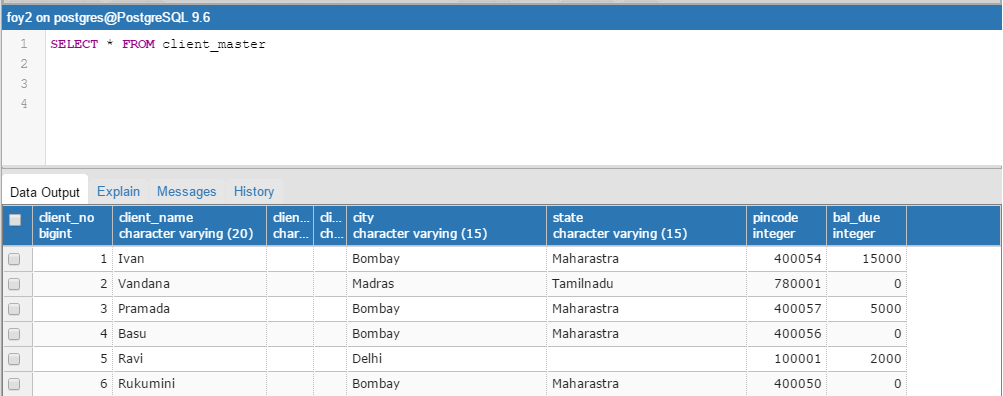 foy2 on postgres@PostgreSQL 9.6
1 SELECT * FROM client_master
2
3
4
Data Output Explain Messages History
client_no client_name clien... cli... city state pincode bal_due
bigint character varying (20) char... ch... character varying (15) character varying (15) integer integer
1 Ivan Bombay Maharastra 400054 15000
2 Vandana Madras Tamilnadu 780001 0
3 Pramada Bombay Maharastra 400057 5000
4 Basu Bombay Maharastra 400056 0
5 Ravi Delhi 100001 2000
6 Rukumini Bombay Maharastra 400050 0